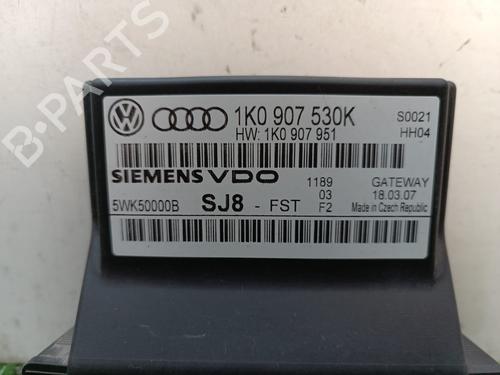 B-PARTS
1K0 907 530K S0021
HW: 1K0 907 951 HH04
SIEMENS VDO 1189 GATEWAY
03 18.03.07
5WK50000B SJ8 - FST F2 Made in Czech Republic